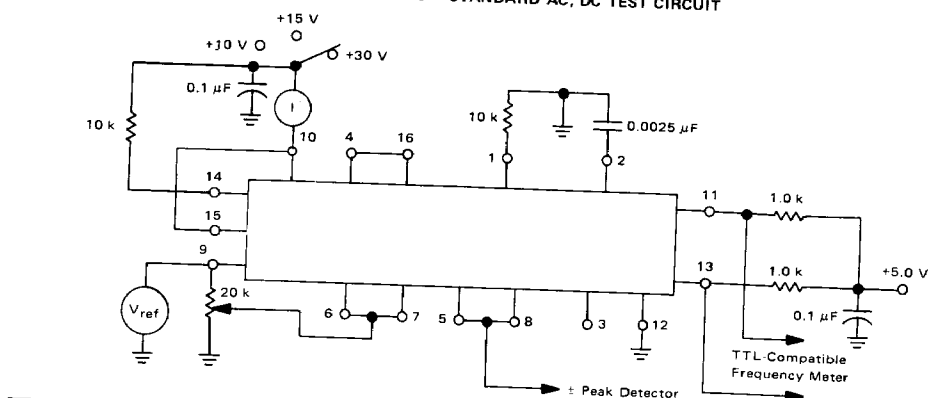 STANDARD AC, DC TEST CIRCUIT
+15 V
+10 V
+30 V
0.1 µF
I
10 k
10
4
16
10 k
0.0025 µF
1
2
14
11
1.0 k
15
9
13
1.0 k
+5.0 V
20 k
Vref
6
7
5
8
3
12
0.1 µF
TTL-Compatible
Frequency Meter
± Peak Detector